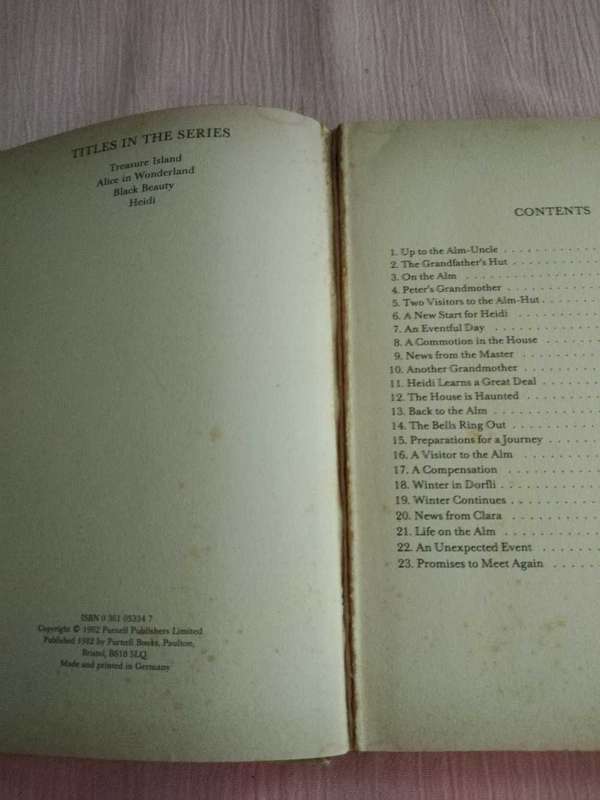 TITLES IN THE SERIES
Treasure Island
Alice in Wonderland
Black Beauty
Heidi
ISBN 0 361 05334 7
Copyright © 1982 Purnell Publishers Limited
Published 1982 by Purnell Books, Paulton,
Bristol, BS18 5LQ
Made and printed in Germany
CONTENTS
1. Up to the Alm-Uncle . . . . . . . . . .
2. The Grandfather's Hut . . . . . . . . .
3. On the Alm . . . . . . . . . . . . . .
4. Peter's Grandmother . . . . . . . . . .
5. Two Visitors to the Alm-Hut . . . . . .
6. A New Start for Heidi . . . . . . . . .
7. An Eventful Day . . . . . . . . . . .
8. A Commotion in the House . . . . . .
9. News from the Master . . . . . . . . .
10. Another Grandmother . . . . . . . . .
11. Heidi Learns a Great Deal . . . . . . .
12. The House is Haunted . . . . . . . . .
13. Back to the Alm . . . . . . . . . . . .
14. The Bells Ring Out . . . . . . . . . .
15. Preparations for a Journey . . . . . .
16. A Visitor to the Alm . . . . . . . . .
17. A Compensation . . . . . . . . . . .
18. Winter in Dorfli . . . . . . . . . . . .
19. Winter Continues . . . . . . . . . . .
20. News from Clara . . . . . . . . . . .
21. Life on the Alm . . . . . . . . . . . .
22. An Unexpected Event . . . . . . . .
23. Promises to Meet Again . . . . . . .